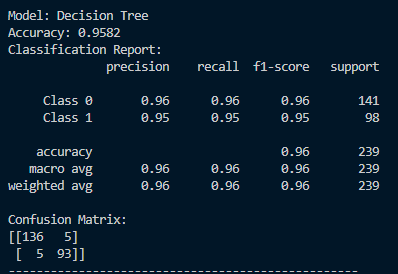 Model: Decision Tree
Accuracy: 0.9582
Classification Report:
precision recall f1-score support
Class 0 0.96 0.96 0.96 141
Class 1 0.95 0.95 0.95 98
accuracy 0.96 239
macro avg 0.96 0.96 0.96 239
weighted avg 0.96 0.96 0.96 239
Confusion Matrix:
[[136 5]
[ 5 93]]
--------------------------------------------------